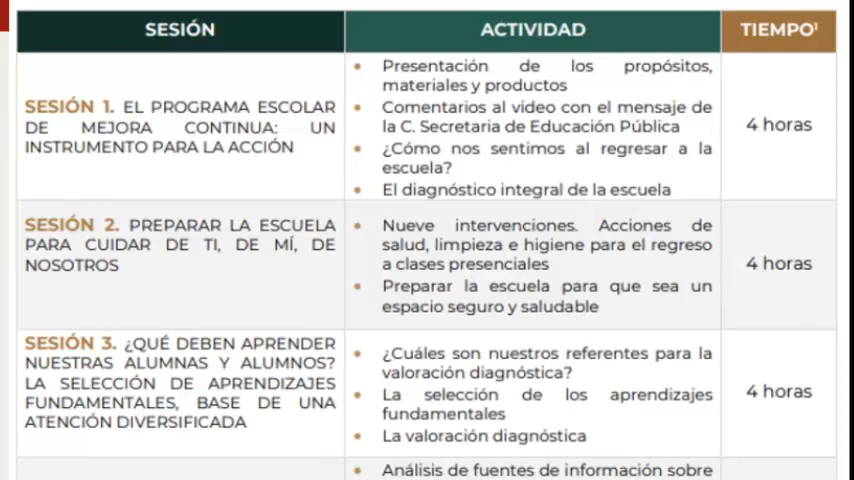 SESIÓN
ACTIVIDAD
TIEMPO¹
SESIÓN 1. EL PROGRAMA ESCOLAR
DE MEJORA CONTINUA: UN
INSTRUMENTO PARA LA ACCIÓN
• Presentación de los propósitos,
materiales y productos
• Comentarios al video con el mensaje de
la C. Secretaria de Educación Pública
• ¿Cómo nos sentimos al regresar a la
escuela?
• El diagnóstico integral de la escuela
4 horas
SESIÓN 2. PREPARAR LA ESCUELA
PARA CUIDAR DE TI, DE MÍ, DE
NOSOTROS
• Nueve intervenciones. Acciones de
salud, limpieza e higiene para el regreso
a clases presenciales
• Preparar la escuela para que sea un
espacio seguro y saludable
4 horas
SESIÓN 3. ¿QUÉ DEBEN APRENDER
NUESTRAS ALUMNAS Y ALUMNOS?
LA SELECCIÓN DE APRENDIZAJES
FUNDAMENTALES, BASE DE UNA
ATENCIÓN DIVERSIFICADA
• ¿Cuáles son nuestros referentes para la
valoración diagnóstica?
• La selección de los aprendizajes
fundamentales
• La valoración diagnóstica
4 horas
• Análisis de fuentes de información sobre